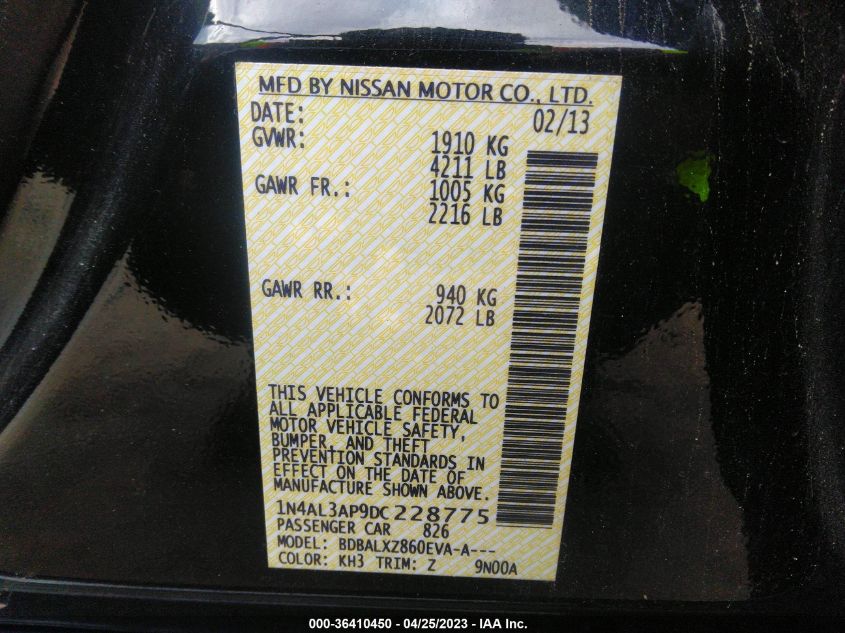 MFD BY NISSAN MOTOR CO., LTD.
DATE: 02/13
GVWR: 1910 KG
4211 LB
GAWR FR.: 1005 KG
2216 LB
GAWR RR.: 940 KG
2072 LB
THIS VEHICLE CONFORMS TO
ALL APPLICABLE FEDERAL
MOTOR VEHICLE SAFETY,
BUMPER, AND THEFT
PREVENTION STANDARDS IN
EFFECT ON THE DATE OF
MANUFACTURE SHOWN ABOVE.
1N4AL3AP9DC228775
PASSENGER CAR 826
MODEL: BDBALXZ860EVA-A---
COLOR: KH3 TRIM: Z 9N00A
000-36410450 - 04/25/2023 - IAA Inc.